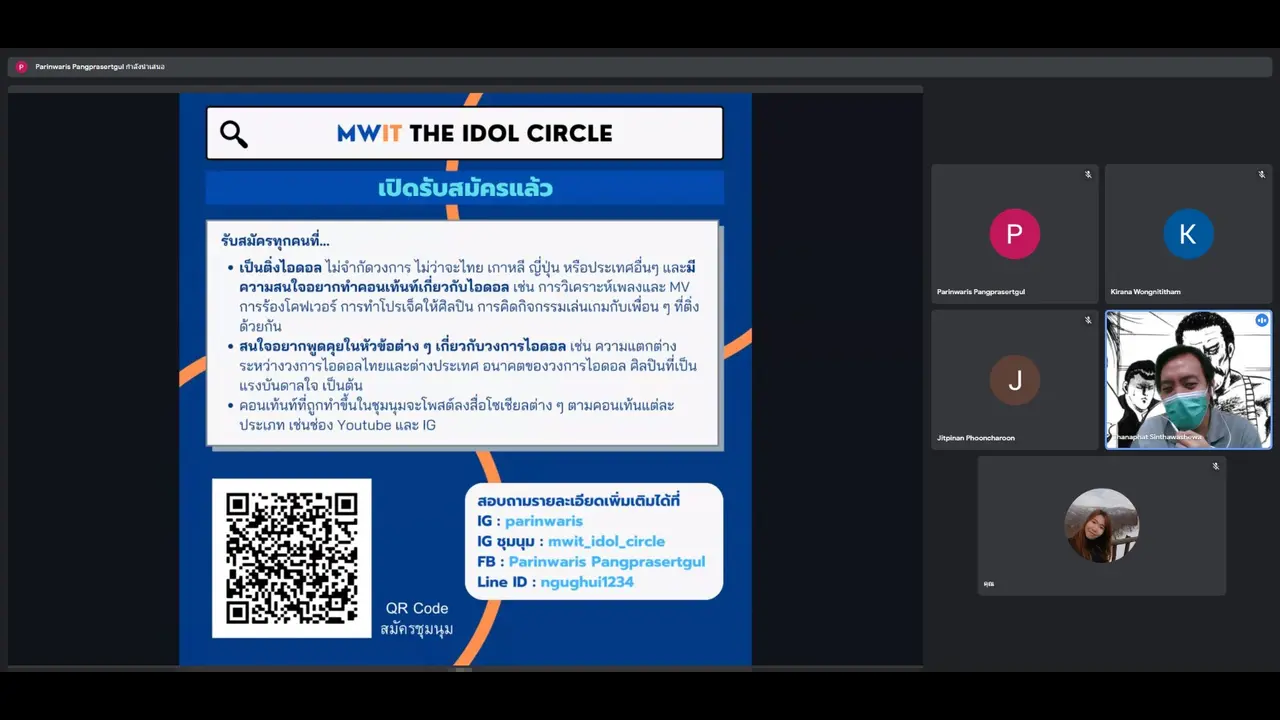 P Parinwaris Pangprasertgul กำลังนำเสนอ
MWIT THE IDOL CIRCLE
เปิดรับสมัครแล้ว
รับสมัครทุกคนที่...
• เป็นติ่งไอดอล ไม่จำกัดวงการ ไม่ว่าจะไทย เกาหลี ญี่ปุ่น หรือประเทศอื่นๆ และมี
ความสนใจอยากทำคอนเท้นท์เกี่ยวกับไอดอล เช่น การวิเคราะห์เพลงและ MV
การร้องโคฟเวอร์ การทำโปรเจ็คให้ศิลปิน การคิดกิจกรรมเล่นเกมกับเพื่อน ๆ ที่ติ่ง
ด้วยกัน
• สนใจอยากพูดคุยในหัวข้อต่าง ๆ เกี่ยวกับวงการไอดอล เช่น ความแตกต่าง
ระหว่างวงการไอดอลไทยและต่างประเทศ อนาคตของวงการไอดอล ศิลปินที่เป็น
แรงบันดาลใจ เป็นต้น
• คอนเท้นท์ที่ถูกทำขึ้นในชุมนุมจะโพสต์ลงสื่อโซเชียลต่าง ๆ ตามคอนเท้นแต่ละ
ประเภท เช่นช่อง Youtube และ IG
QR Code
สมัครชุมนุม
สอบถามรายละเอียดเพิ่มเติมได้ที่
IG : parinwaris
IG ชุมนุม : mwit_idol_circle
FB : Parinwaris Pangprasertgul
Line ID : ngughui1234
P
Parinwaris Pangprasertgul
K
Kirana Wongnititham
J
Jitpinan Phooncharoon
Thanaphat Sinthawashewa
คุณ